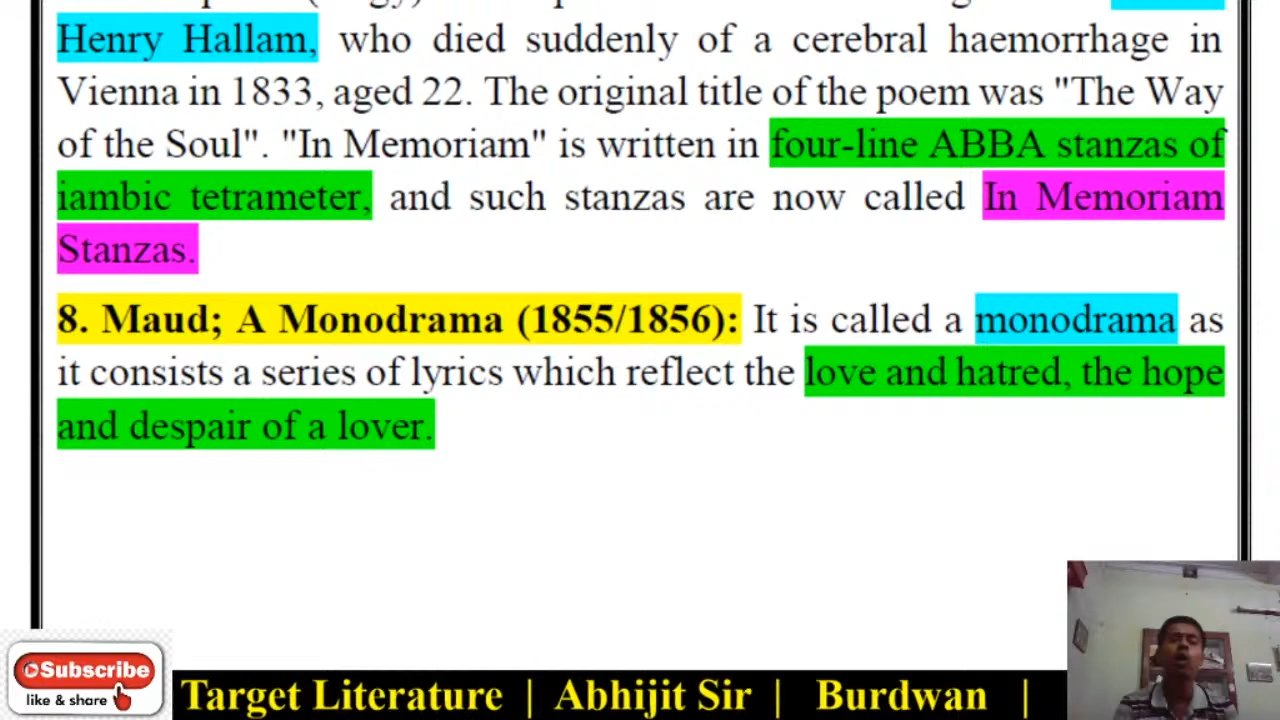 Henry Hallam, who died suddenly of a cerebral haemorrhage in
Vienna in 1833, aged 22. The original title of the poem was "The Way
of the Soul". "In Memoriam" is written in four-line ABBA stanzas of
iambic tetrameter, and such stanzas are now called In Memoriam
Stanzas.
8. Maud; A Monodrama (1855/1856): It is called a monodrama as
it consists a series of lyrics which reflect the love and hatred, the hope
and despair of a lover.
Subscribe
like & share
Target Literature | Abhijit Sir | Burdwan |